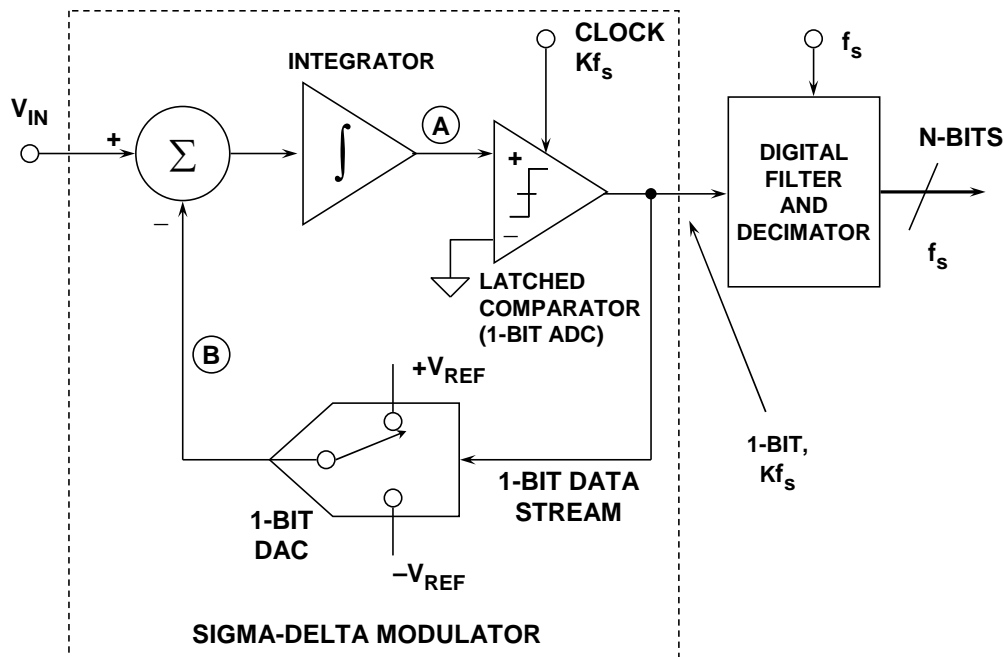 CLOCK
Kf_s
f_s
INTEGRATOR
V_IN
+
Σ
–
∫
A
+
–
DIGITAL
FILTER
AND
DECIMATOR
N-BITS
f_s
LATCHED
COMPARATOR
(1-BIT ADC)
B
+V_REF
1-BIT,
Kf_s
1-BIT DATA
STREAM
1-BIT
DAC
–V_REF
SIGMA-DELTA MODULATOR